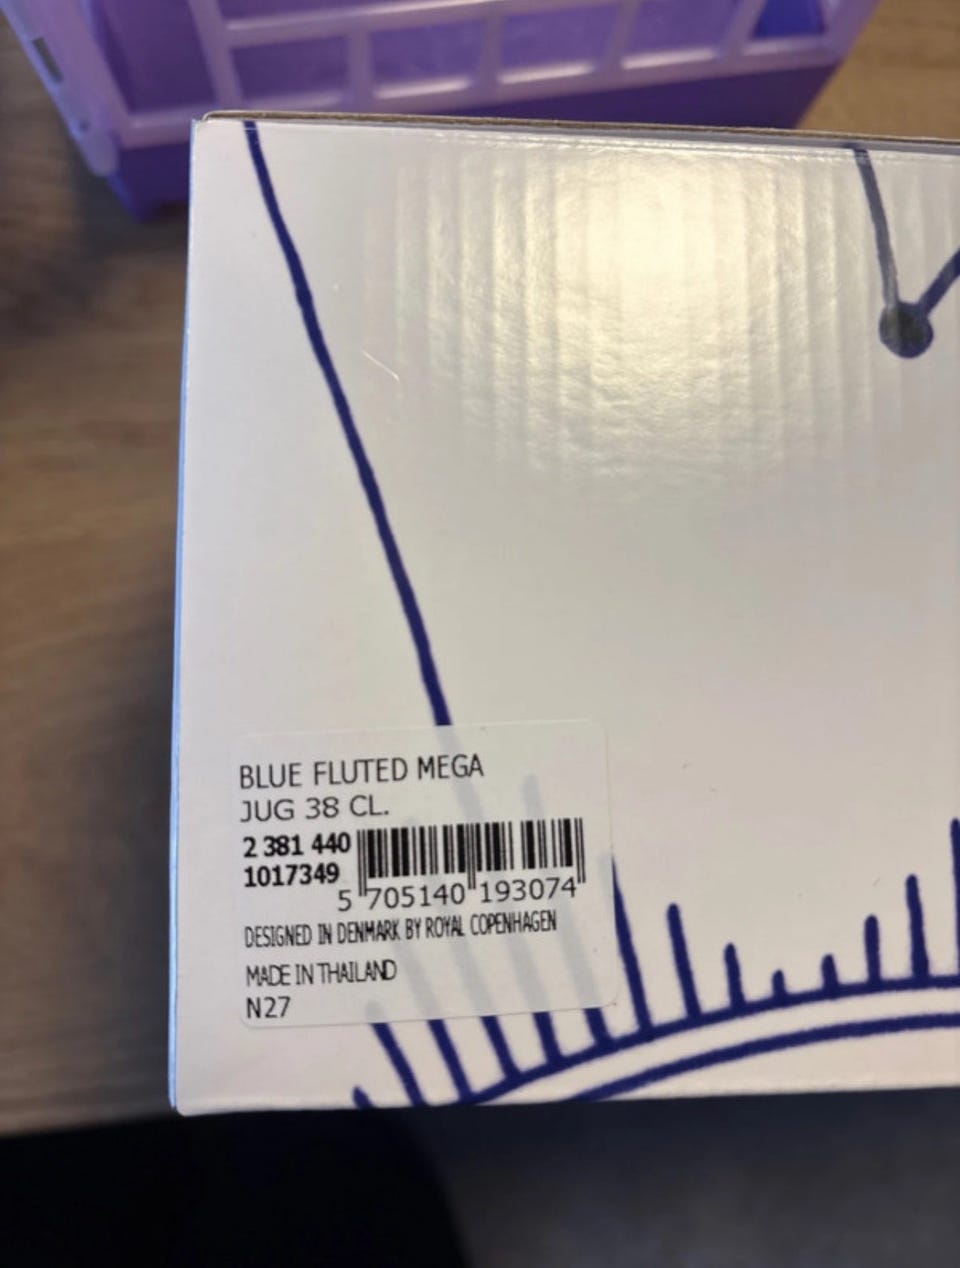 BLUE FLUTED MEGA
JUG 38 CL.
2 381 440
1017349
5 705140 193074
DESIGNED IN DENMARK BY ROYAL COPENHAGEN
MADE IN THAILAND
N27